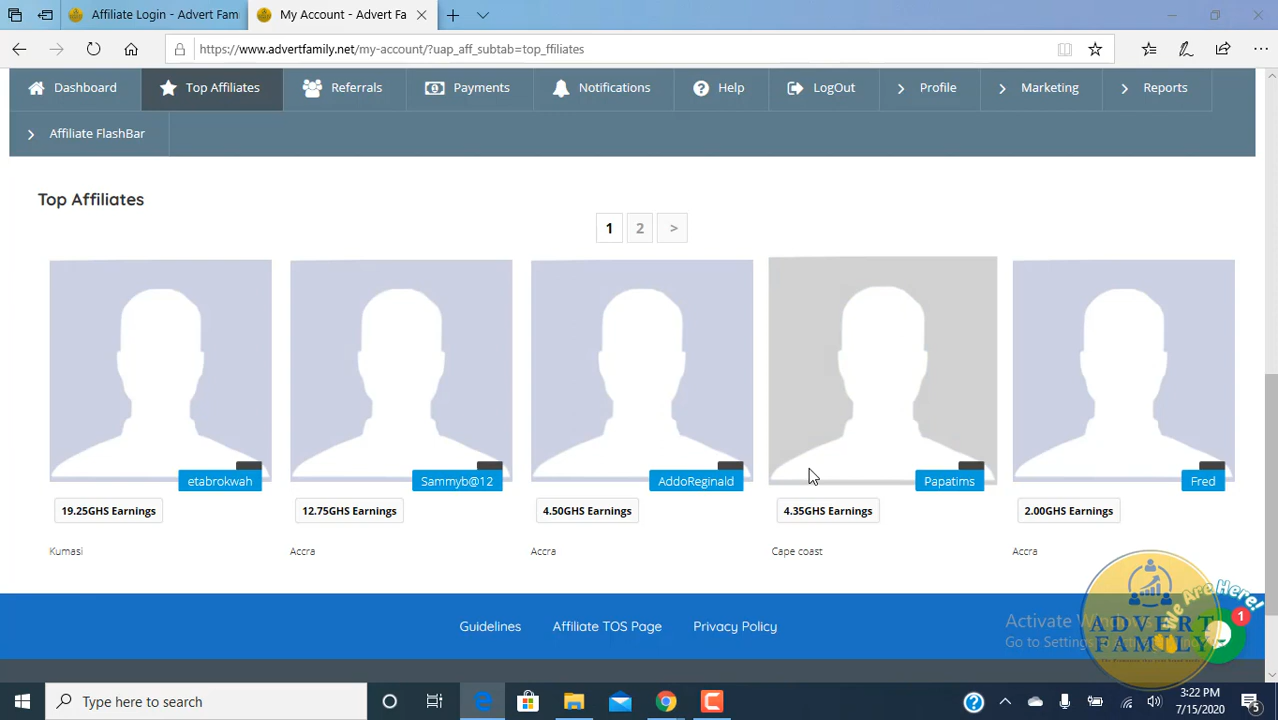 Affiliate Login - Advert Fam
My Account - Advert Fa
https://www.advertfamily.net/my-account/?uap_aff_subtab=top_ffiliates
Dashboard
Top Affiliates
Referrals
Payments
Notifications
Help
LogOut
Profile
Marketing
Reports
Affiliate FlashBar
Top Affiliates
1 2 >
etabrokwah
Sammyb@12
AddoReginald
Papatims
Fred
19.25GHS Earnings
12.75GHS Earnings
4.50GHS Earnings
4.35GHS Earnings
2.00GHS Earnings
Kumasi
Accra
Accra
Cape coast
Accra
Guidelines
Affiliate TOS Page
Privacy Policy
We Are Here!
1
Activate
Go to Settings
ADVERT
FAMILY
Type here to search
3:22 PM
7/15/2020
5